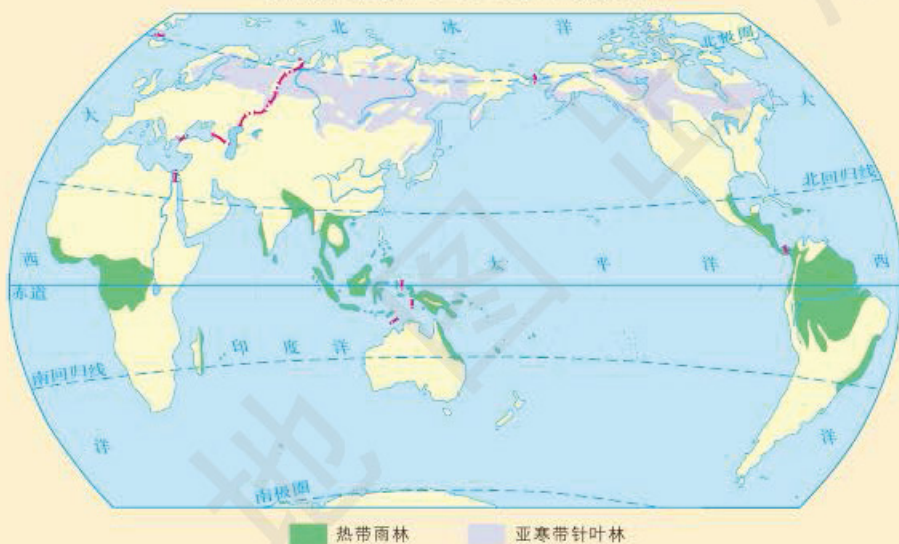 北 冰 洋
北极圈
大
大
北回归线
西
太 平 洋
西
赤道
印 度 洋
南回归线
洋
洋
南极圈
热带雨林
亚寒带针叶林
地图